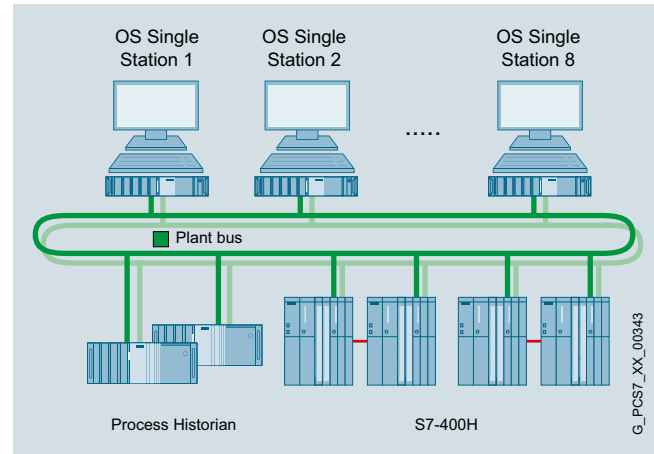 OS Single
Station 1
OS Single
Station 2
.....
OS Single
Station 8
Plant bus
Process Historian
S7-400H
G_PCS7_XX_00343